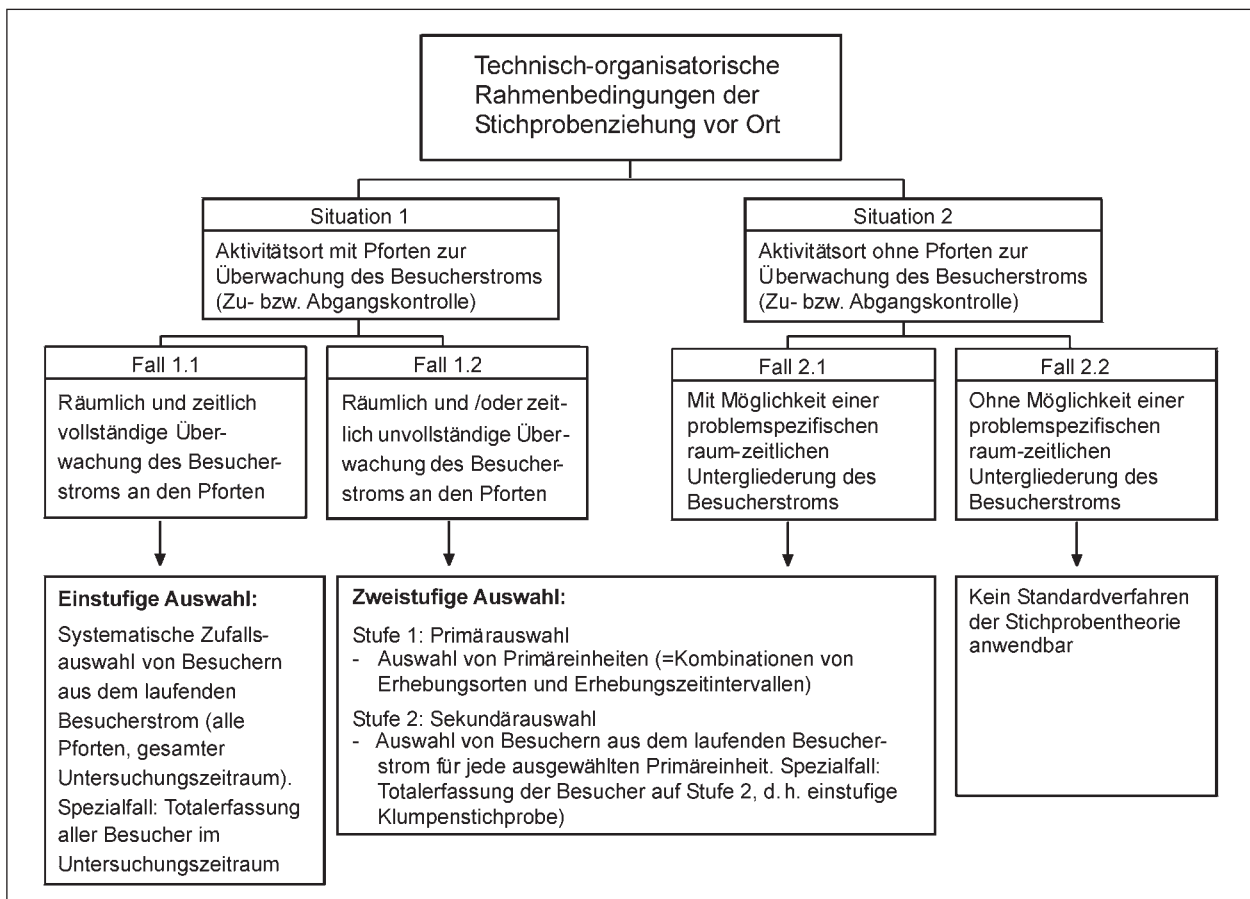 Technisch-organisatorische
Rahmenbedingungen der
Stichprobenziehung vor Ort
Situation 1
Aktivitätsort mit Pforten zur
Überwachung des Besucherstroms
(Zu- bzw. Abgangskontrolle)
Situation 2
Aktivitätsort ohne Pforten zur
Überwachung des Besucherstroms
(Zu- bzw. Abgangskontrolle)
Fall 1.1
Räumlich und zeitlich
vollständige Über-
wachung des Besucher-
stroms an den Pforten
Fall 1.2
Räumlich und /oder zeit-
lich unvollständige Über-
wachung des Besucher-
stroms an den Pforten
Fall 2.1
Mit Möglichkeit einer
problemspezifischen
raum-zeitlichen
Untergliederung des
Besucherstroms
Fall 2.2
Ohne Möglichkeit einer
problemspezifischen
raum-zeitlichen
Untergliederung des
Besucherstroms
Einstufige Auswahl:
Systematische Zufalls-
auswahl von Besuchern
aus dem laufenden
Besucherstrom (alle
Pforten, gesamter
Untersuchungszeitraum).
Spezialfall: Totalerfassung
aller Besucher im
Untersuchungszeitraum
Zweistufige Auswahl:
Stufe 1: Primärauswahl
- Auswahl von Primäreinheiten (=Kombinationen von
Erhebungsorten und Erhebungszeitintervallen)
Stufe 2: Sekundärauswahl
- Auswahl von Besuchern aus dem laufenden Besucher-
strom für jede ausgewählten Primäreinheit. Spezialfall:
Totalerfassung der Besucher auf Stufe 2, d. h. einstufige
Klumpenstichprobe)
Kein Standardverfahren
der Stichprobentheorie
anwendbar